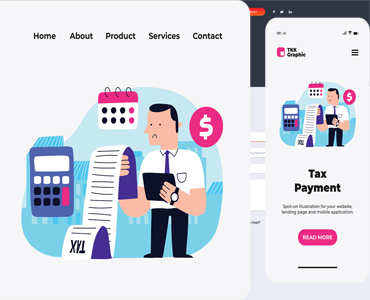 Home About Product Services Contact
$
TAX
TKK
Graphic
$
TAX
Tax
Payment
Spot-on illustration for your website,
landing page and mobile application.
READ MORE